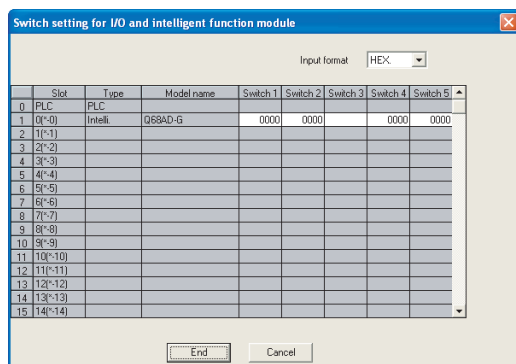 Switch setting for I/O and intelligent function module
Input format HEX.
Slot Type Model name Switch 1 Switch 2 Switch 3 Switch 4 Switch 5
0 PLC PLC
1 0(*-0) Intelli. Q68AD-G 0000 0000 0000 0000
2 1(*-1)
3 2(*-2)
4 3(*-3)
5 4(*-4)
6 5(*-5)
7 6(*-6)
8 7(*-7)
9 8(*-8)
10 9(*-9)
11 10(*-10)
12 11(*-11)
13 12(*-12)
14 13(*-13)
15 14(*-14)
End Cancel